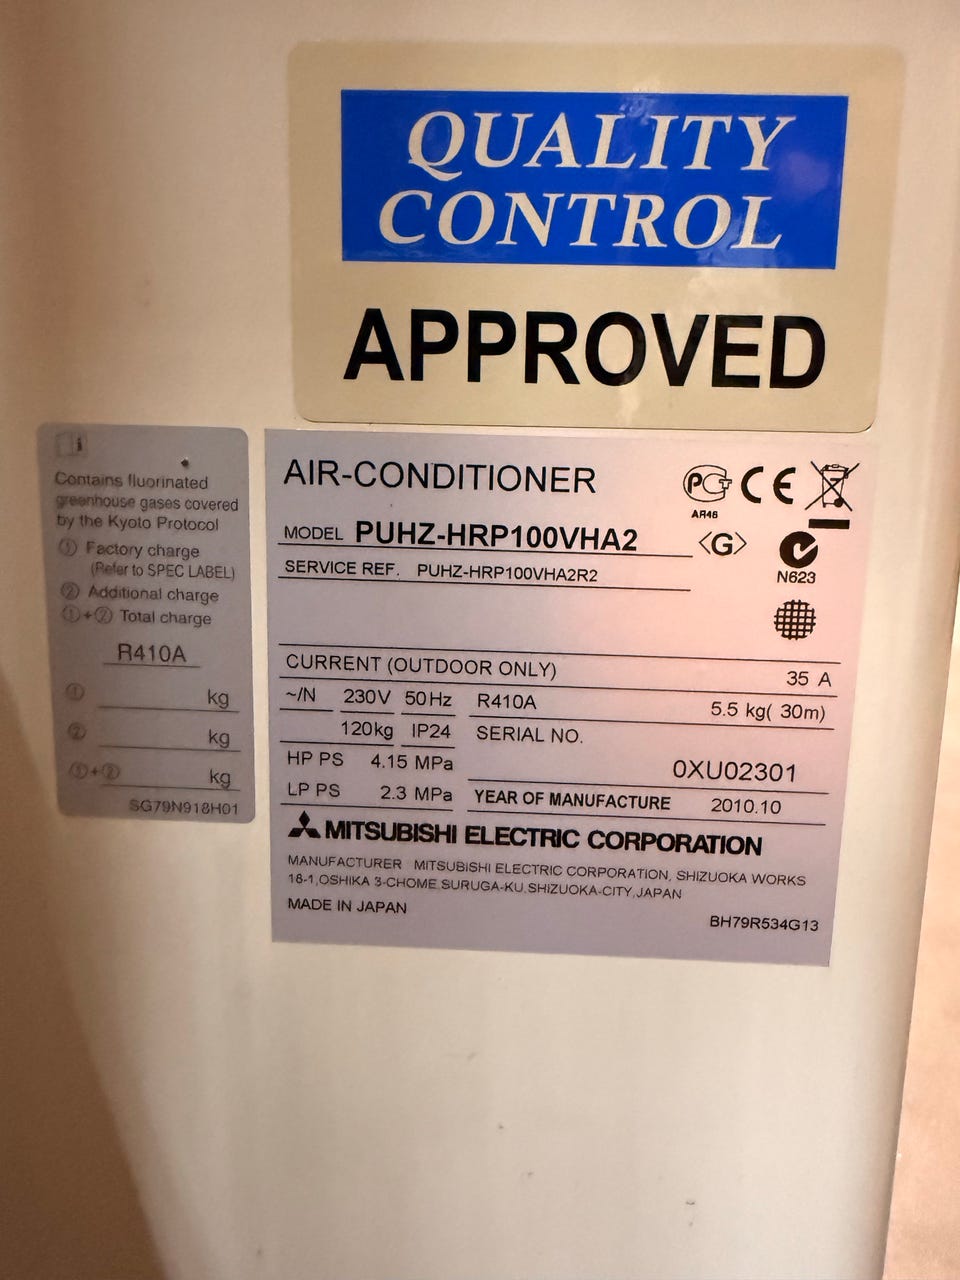 QUALITY
CONTROL
APPROVED
Contains fluorinated
greenhouse gases covered
by the Kyoto Protocol
① Factory charge
(Refer to SPEC LABEL)
② Additional charge
①+② Total charge
R410A
① kg
② kg
①+② kg
SG79N918H01
AIR-CONDITIONER
MODEL PUHZ-HRP100VHA2
SERVICE REF. PUHZ-HRP100VHA2R2
PCT
AЯ46
CE
<G>
N623
CURRENT (OUTDOOR ONLY) 35 A
~/N 230V 50Hz R410A 5.5 kg( 30m)
120kg IP24 SERIAL NO.
HP PS 4.15 MPa 0XU02301
LP PS 2.3 MPa YEAR OF MANUFACTURE 2010.10
MITSUBISHI ELECTRIC CORPORATION
MANUFACTURER MITSUBISHI ELECTRIC CORPORATION, SHIZUOKA WORKS
18-1,OSHIKA 3-CHOME SURUGA-KU,SHIZUOKA-CITY,JAPAN
MADE IN JAPAN
BH79R534G13